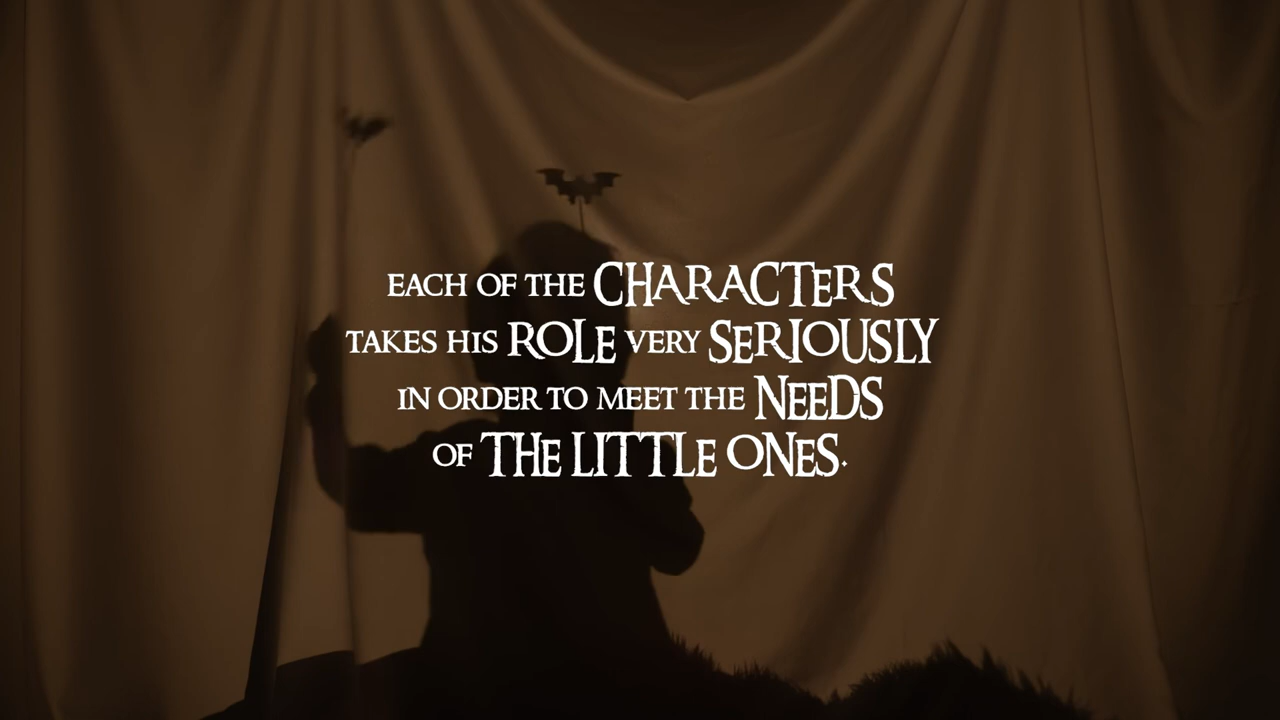 EACH OF THE CHARACTERS
TAKES HIS ROLE VERY SERIOUSLY
IN ORDER TO MEET THE NEEDS
OF THE LITTLE ONES.